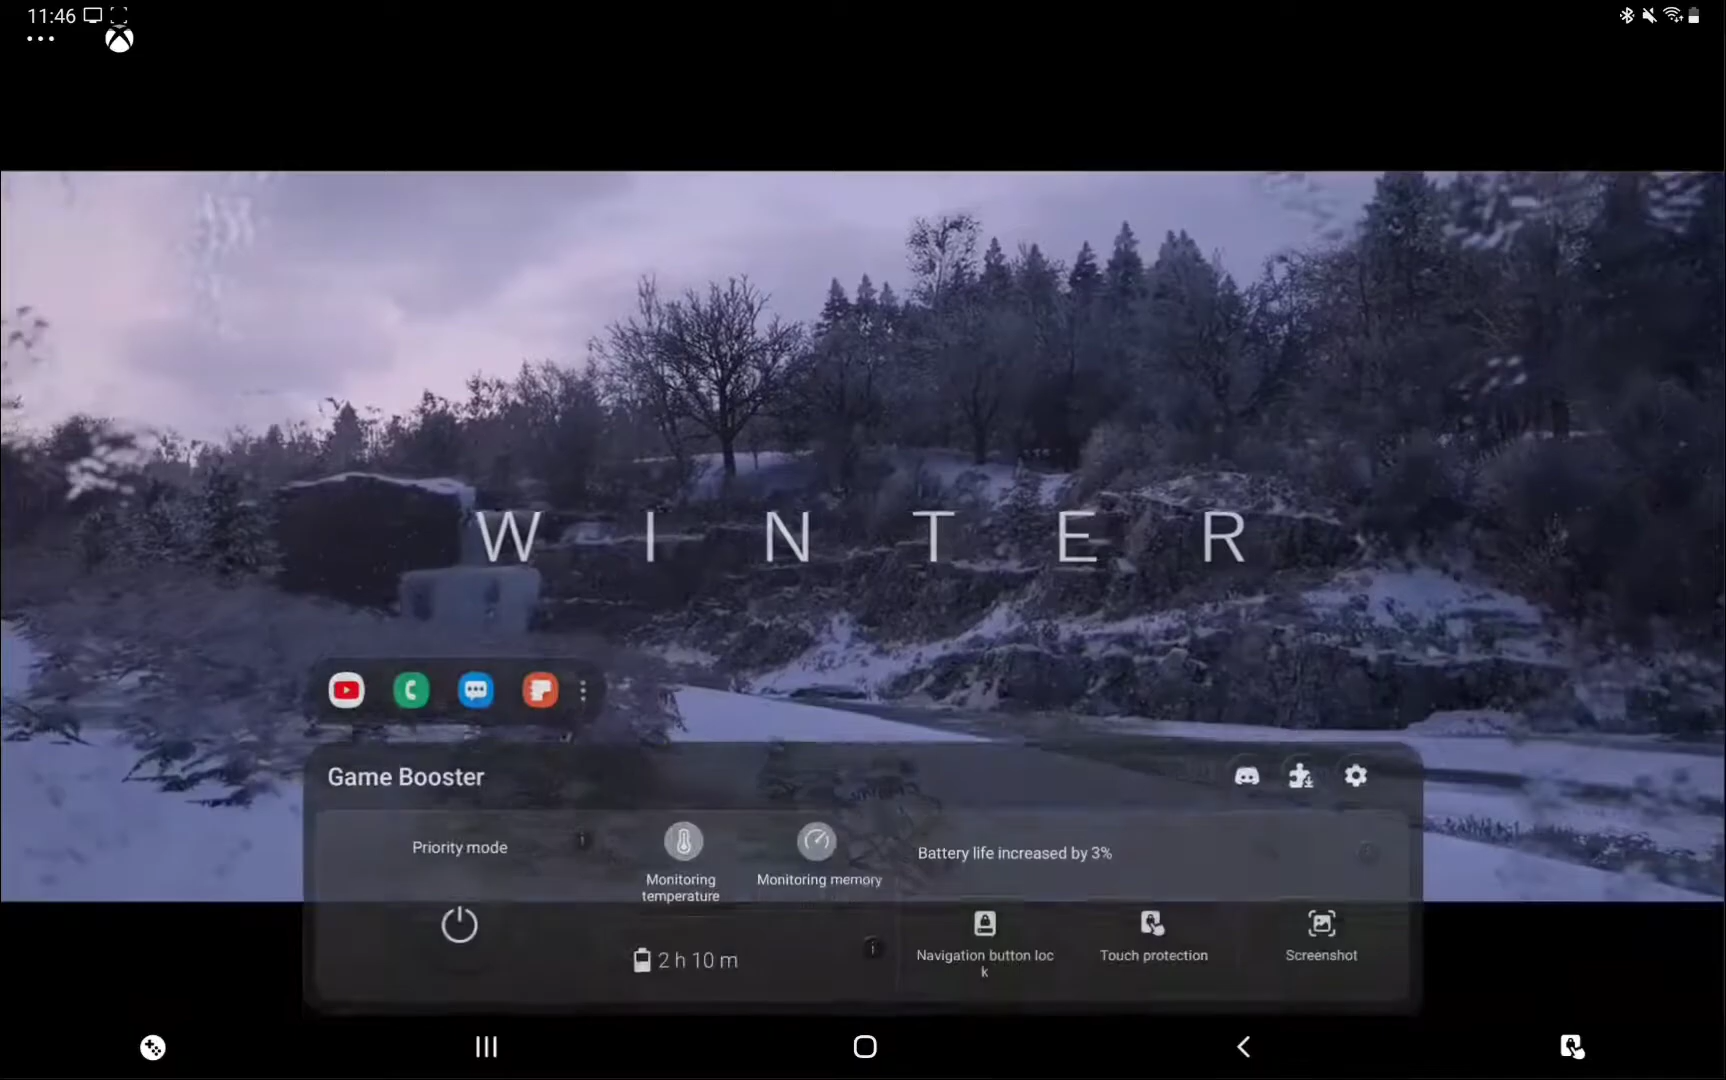 11:46
W I N T E R
Game Booster
Priority mode
Monitoring
temperature
Monitoring memory
Battery life increased by 3%
2 h 10 m
Navigation button loc
k
Touch protection
Screenshot